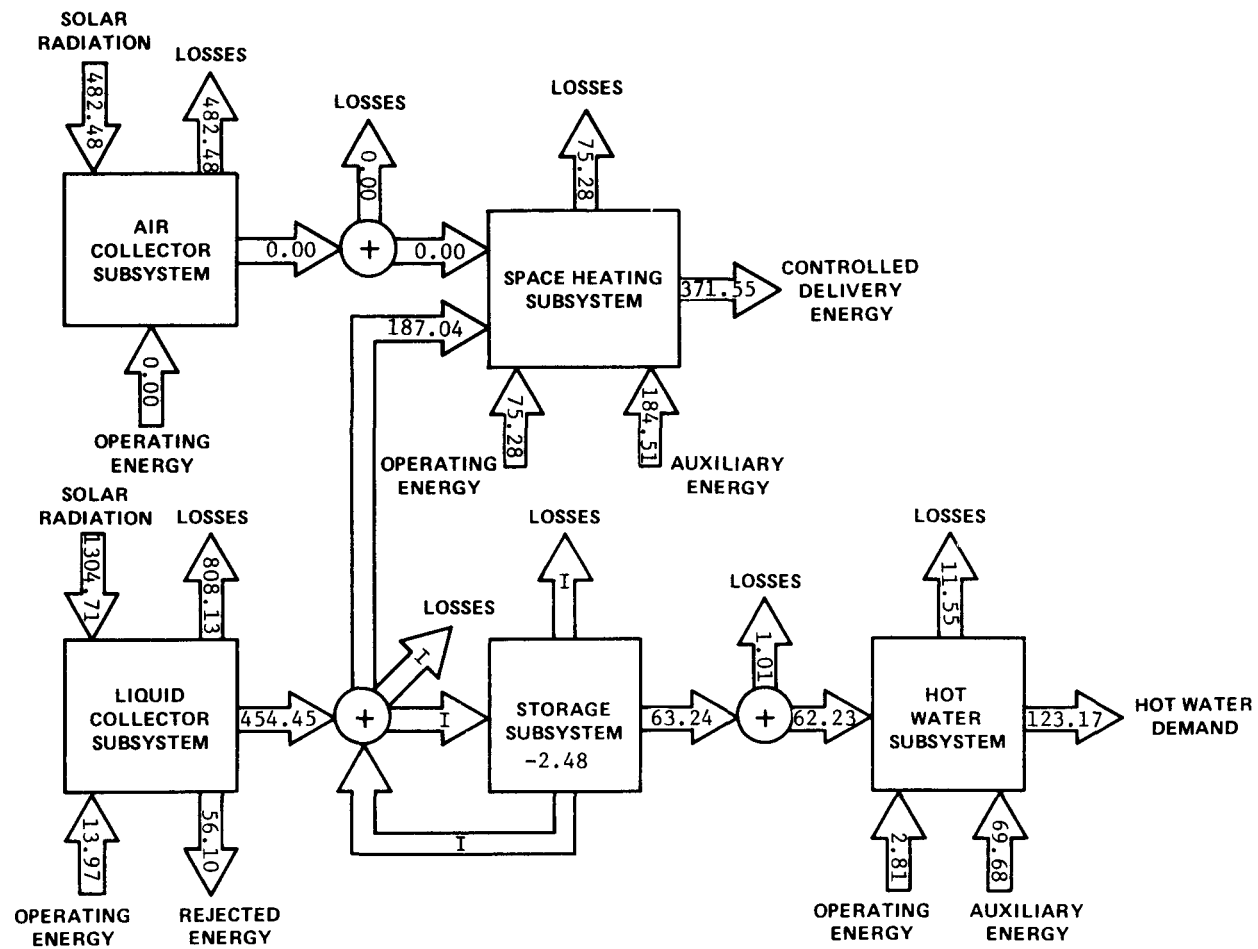 SOLAR
RADIATION
482.48
LOSSES
482.48
AIR
COLLECTOR
SUBSYSTEM
0.00
OPERATING
ENERGY
0.00
+
LOSSES
0.00
0.00
187.04
SPACE HEATING
SUBSYSTEM
LOSSES
75.28
371.55
CONTROLLED
DELIVERY
ENERGY
75.28
OPERATING
ENERGY
184.51
AUXILIARY
ENERGY
SOLAR
RADIATION
1304.71
LOSSES
808.13
LIQUID
COLLECTOR
SUBSYSTEM
13.97
OPERATING
ENERGY
56.10
REJECTED
ENERGY
454.45
+
LOSSES
I
I
I
LOSSES
I
STORAGE
SUBSYSTEM
-2.48
63.24
+
LOSSES
1.01
62.23
LOSSES
11.55
HOT
WATER
SUBSYSTEM
123.17
HOT WATER
DEMAND
2.81
OPERATING
ENERGY
69.68
AUXILIARY
ENERGY